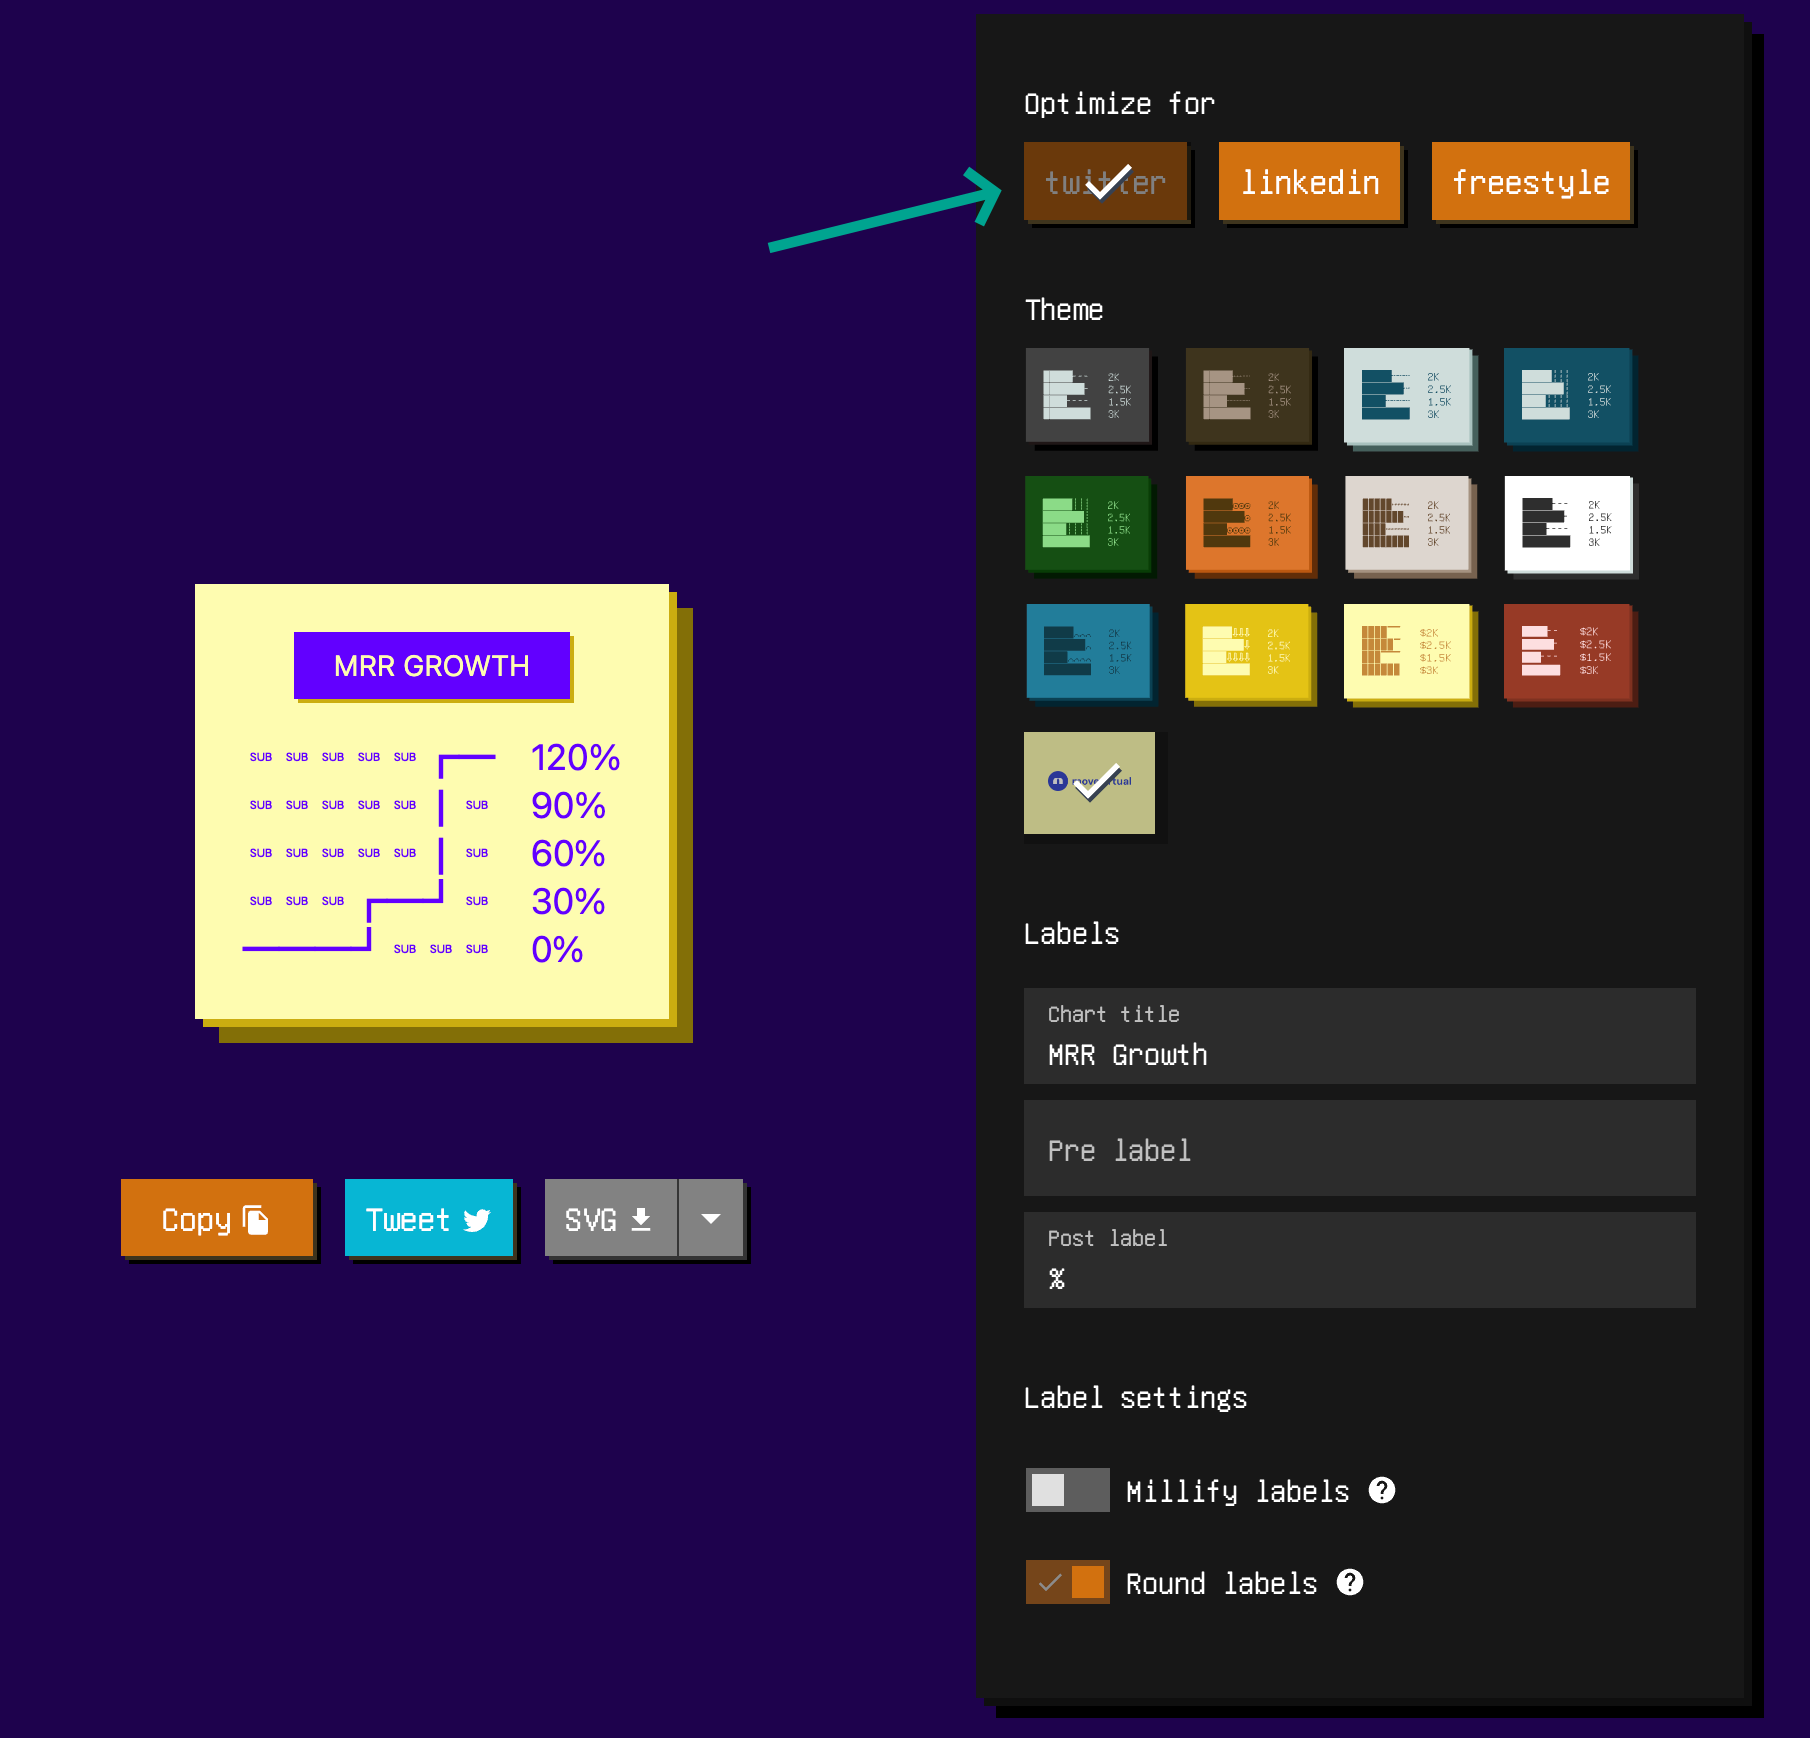 Optimize for
twitter linkedin freestyle
Theme
2K 2K 2K 2K
2.5K 2.5K 2.5K 2.5K
1.5K 1.5K 1.5K 1.5K
3K 3K 3K 3K
2K 2K 2K 2K
2.5K 2.5K 2.5K 2.5K
1.5K 1.5K 1.5K 1.5K
3K 3K 3K 3K
2K 2K $2K $2K
2.5K 2.5K $2.5K $2.5K
1.5K 1.5K $1.5K $1.5K
3K 3K $3K $3K
MRR GROWTH
SUB SUB SUB SUB SUB 120%
SUB SUB SUB SUB SUB SUB 90%
SUB SUB SUB SUB SUB SUB 60%
SUB SUB SUB SUB 30%
SUB SUB SUB 0%
Copy Tweet SVG
Labels
Chart title
MRR Growth
Pre label
Post label
%
Label settings
Millify labels ?
Round labels ?